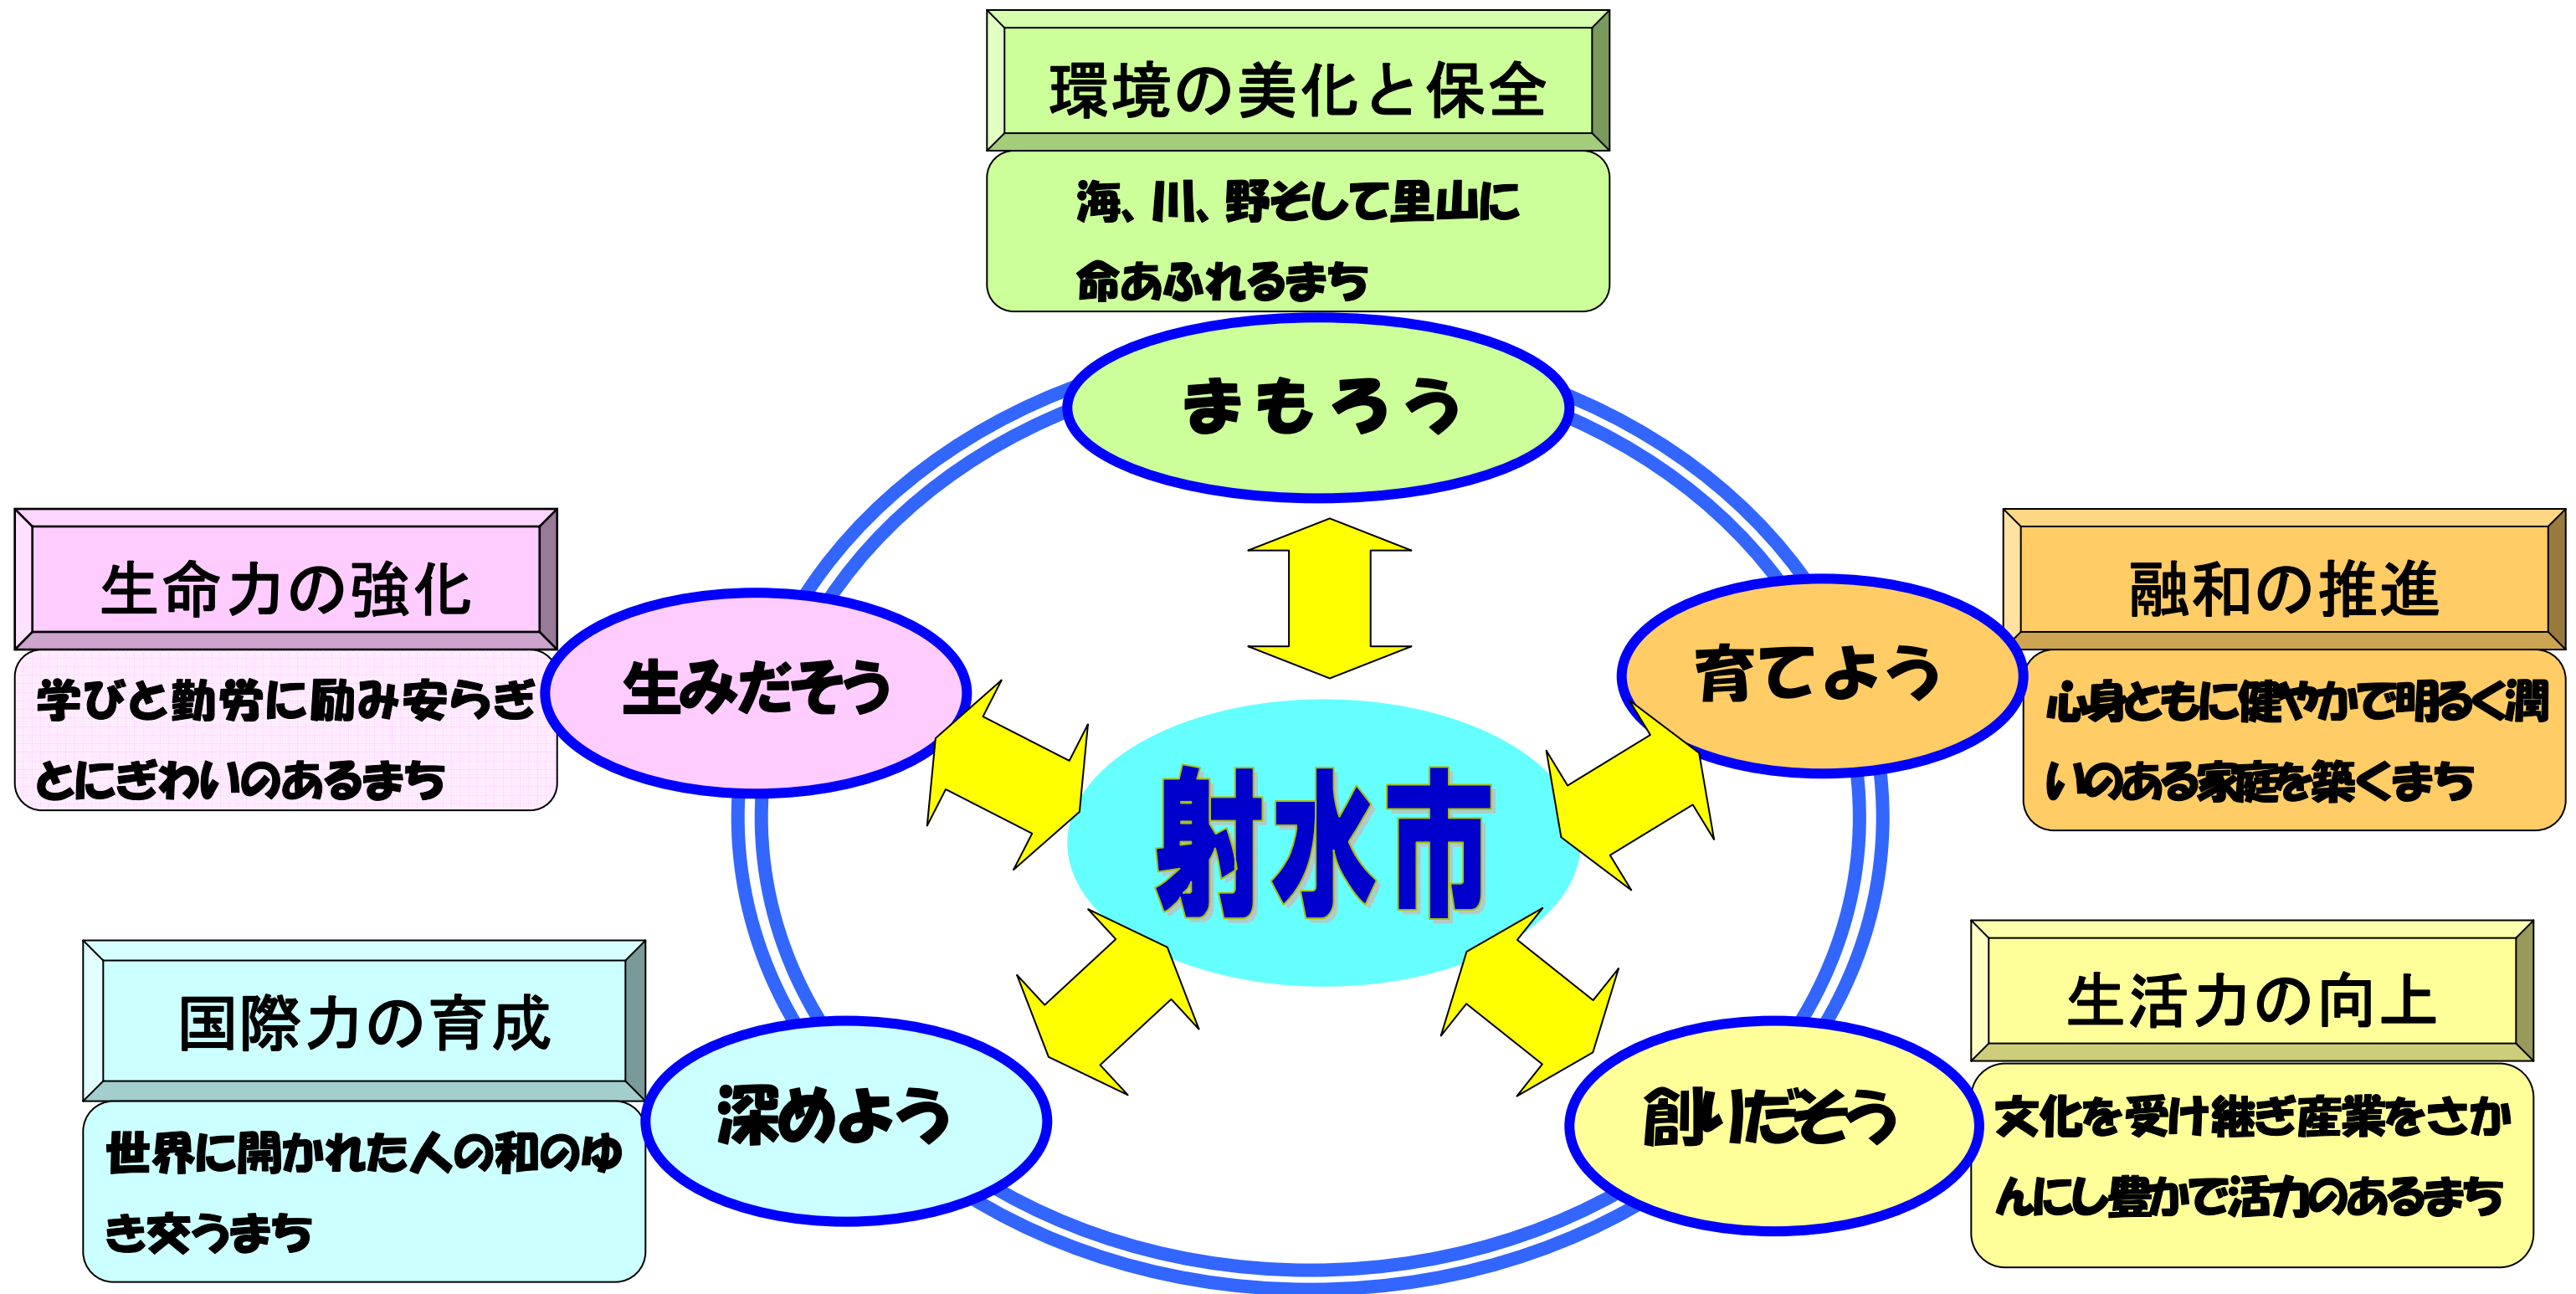 環境の美化と保全
海、川、野そして里山に
命あふれるまち
まもろう
生命力の強化
学びと勤労に励み安らぎ
とにぎわいのあるまち
生みだそう
融和の推進
心身ともに健やかで明るく潤
いのある家庭を築くまち
育てよう
射水市
国際力の育成
世界に開かれた人の和のゆ
き交うまち
深めよう
生活力の向上
文化を受け継ぎ産業をさか
んにし豊かで活力のあるまち
創りだそう